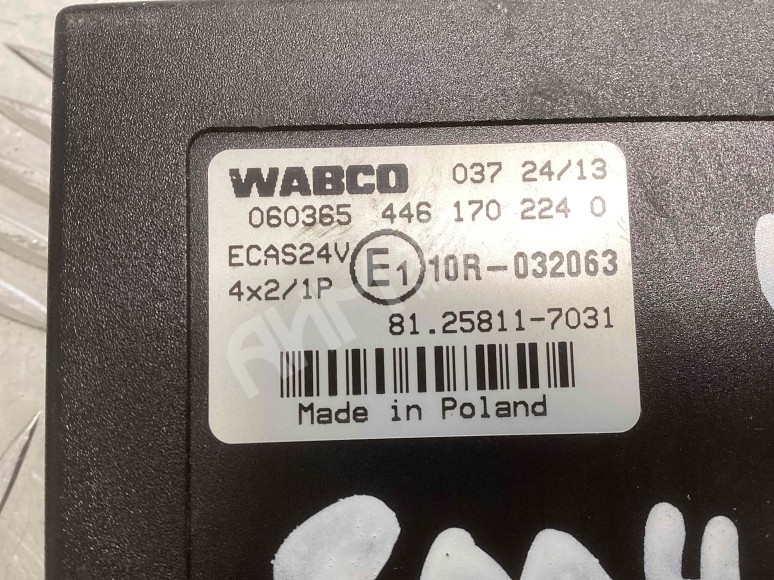 WABCO 037 24/13
060365 446 170 224 0
ECAS24V E1 10R-032063
4x2/1P
81.25811-7031
Made in Poland